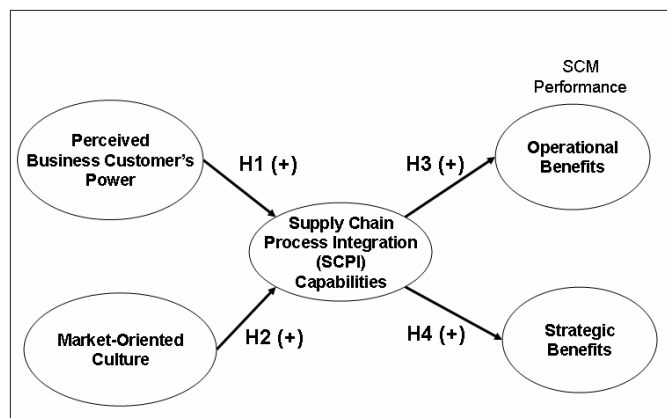 SCM
Performance
Perceived
Business Customer's
Power
H1 (+)
H3 (+)
Operational
Benefits
Supply Chain
Process Integration
(SCPI)
Capabilities
Market-Oriented
Culture
H2 (+)
H4 (+)
Strategic
Benefits